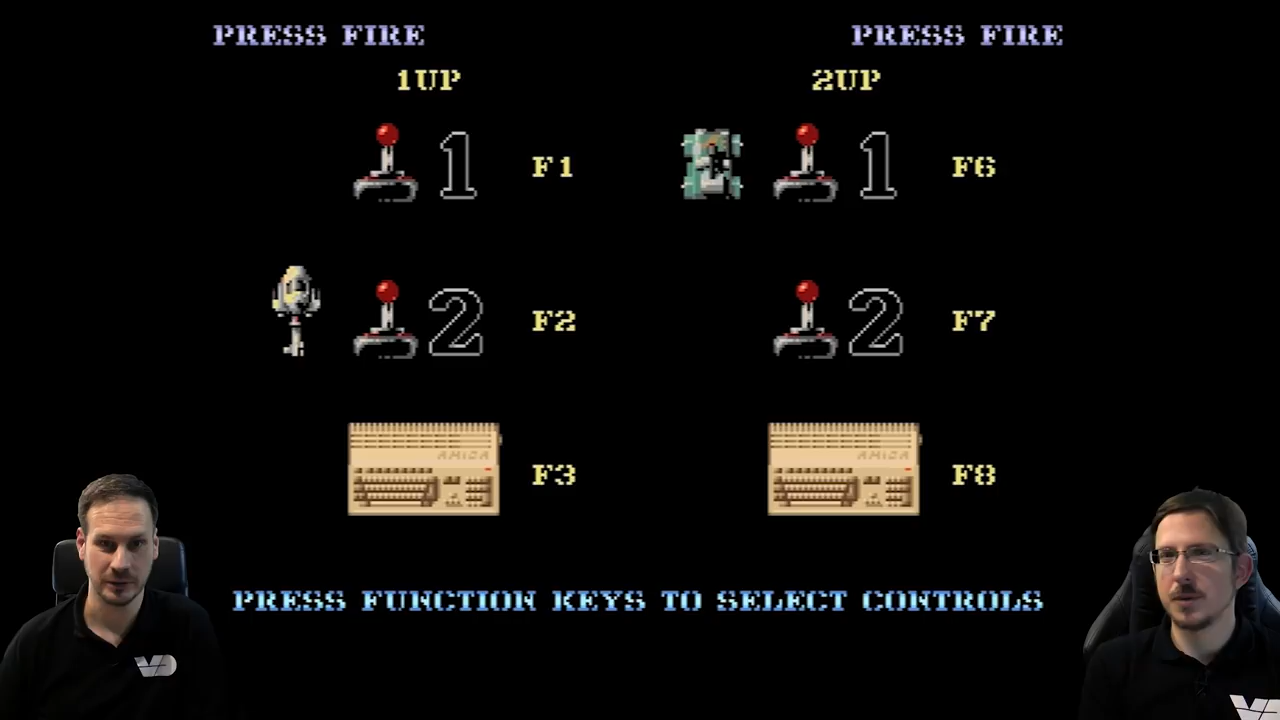 PRESS FIRE PRESS FIRE
1UP 2UP
1 F1 1 F6
2 F2 2 F7
AMIGA AMIGA
F3 F8
PRESS FUNCTION KEYS TO SELECT CONTROLS